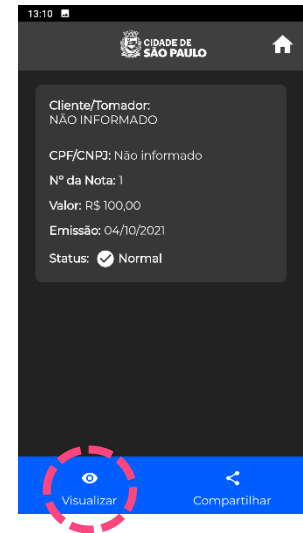 13:10
CIDADE DE
SÃO PAULO
Cliente/Tomador:
NÃO INFORMADO
CPF/CNPJ: Não informado
Nº da Nota: 1
Valor: R$ 100,00
Emissão: 04/10/2021
Status: Normal
Visualizar
Compartilhar